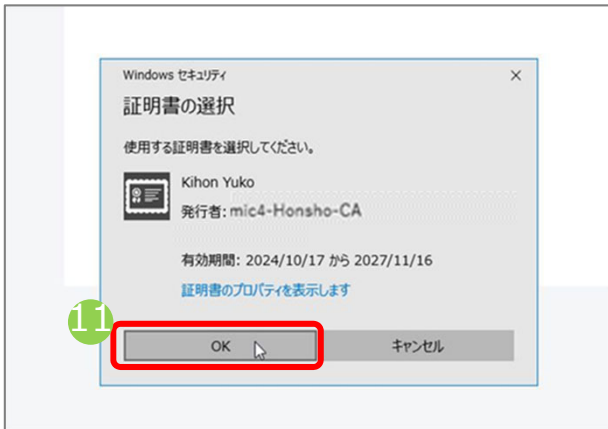 Windows セキュリティ
×
証明書の選択
使用する証明書を選択してください。
Kihon Yuko
発行者: mic4-Honsho-CA
有効期間: 2024/10/17 から 2027/11/16
証明書のプロパティを表示します
11
OK
キャンセル